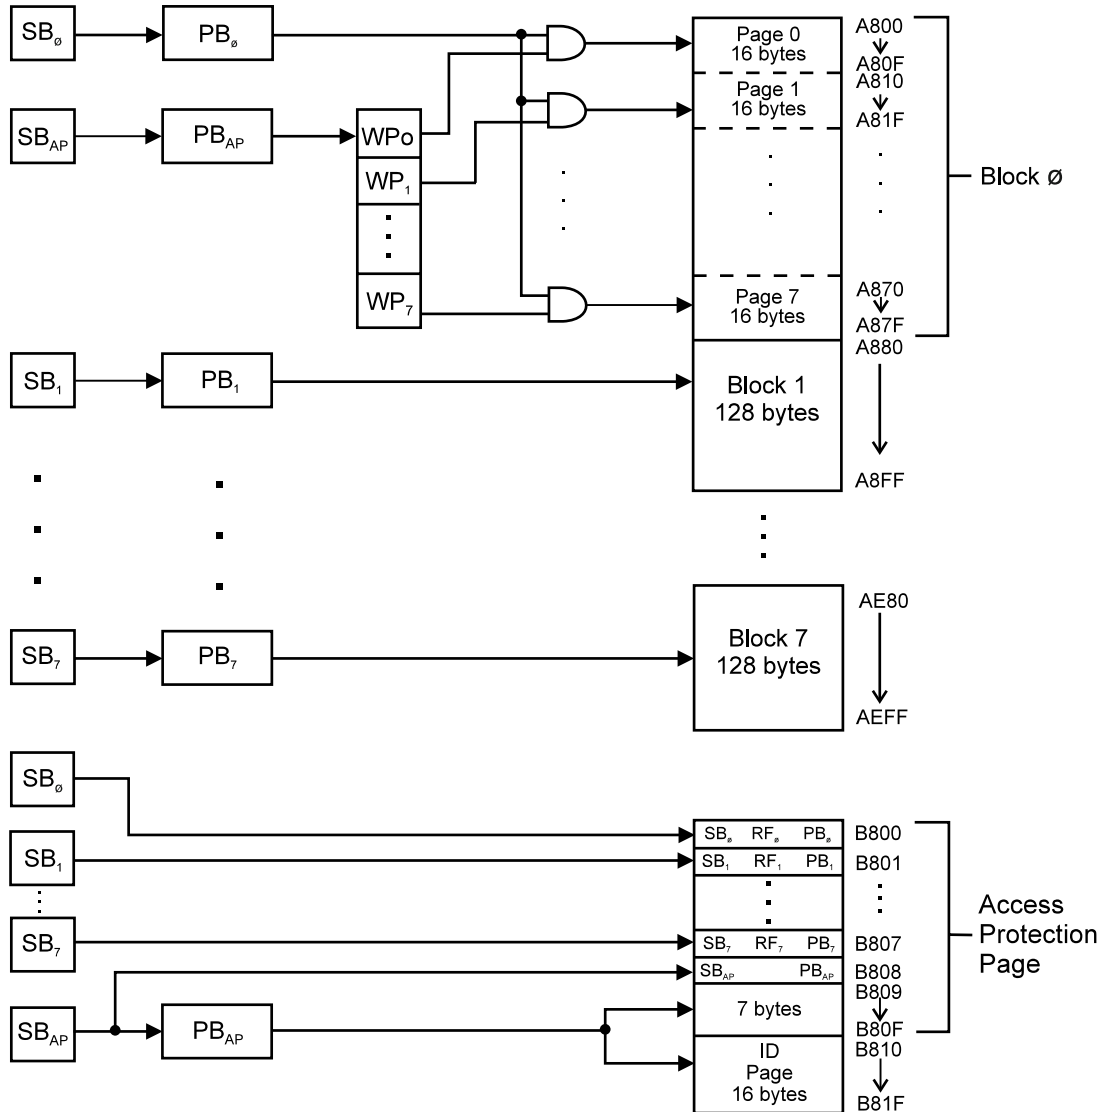 SBø PBø Page 0 A800
16 bytes A80F
Page 1 A810
16 bytes A81F
SBAP PBAP WPo
WP1
Block ø
WP7 Page 7 A870
16 bytes A87F
A880
SB1 PB1 Block 1
128 bytes
A8FF
AE80
SB7 PB7 Block 7
128 bytes
AEFF
SBø
SBø RFø PBø B800
SB1 SB1 RF1 PB1 B801
Access
Protection
Page
SB7 SB7 RF7 PB7 B807
SBAP PBAP B808
B809
SBAP PBAP 7 bytes
B80F
ID B810
Page
16 bytes
B81F